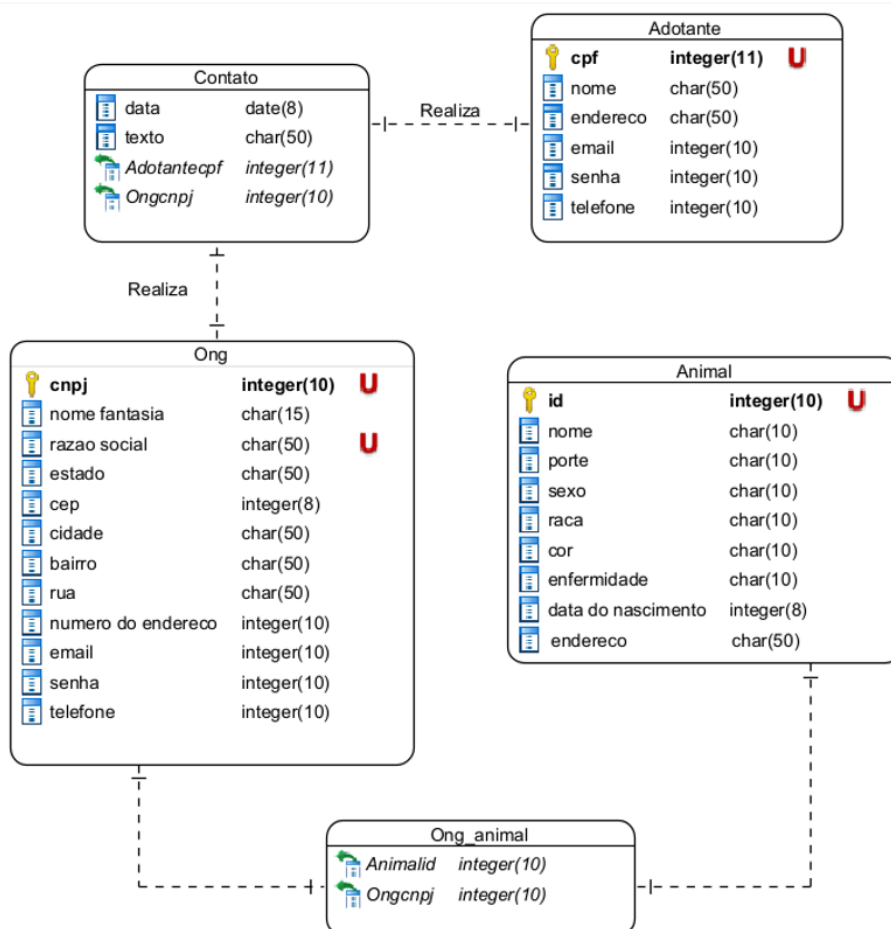 Contato
data date(8)
texto char(50)
Adotantecpf integer(11)
Ongcnpj integer(10)
Realiza
Adotante
cpf integer(11) U
nome char(50)
endereco char(50)
email integer(10)
senha integer(10)
telefone integer(10)
Realiza
Ong
cnpj integer(10) U
nome fantasia char(15)
razao social char(50) U
estado char(50)
cep integer(8)
cidade char(50)
bairro char(50)
rua char(50)
numero do endereco integer(10)
email integer(10)
senha integer(10)
telefone integer(10)
Animal
id integer(10) U
nome char(10)
porte char(10)
sexo char(10)
raca char(10)
cor char(10)
enfermidade char(10)
data do nascimento integer(8)
endereco char(50)
Ong_animal
Animalid integer(10)
Ongcnpj integer(10)